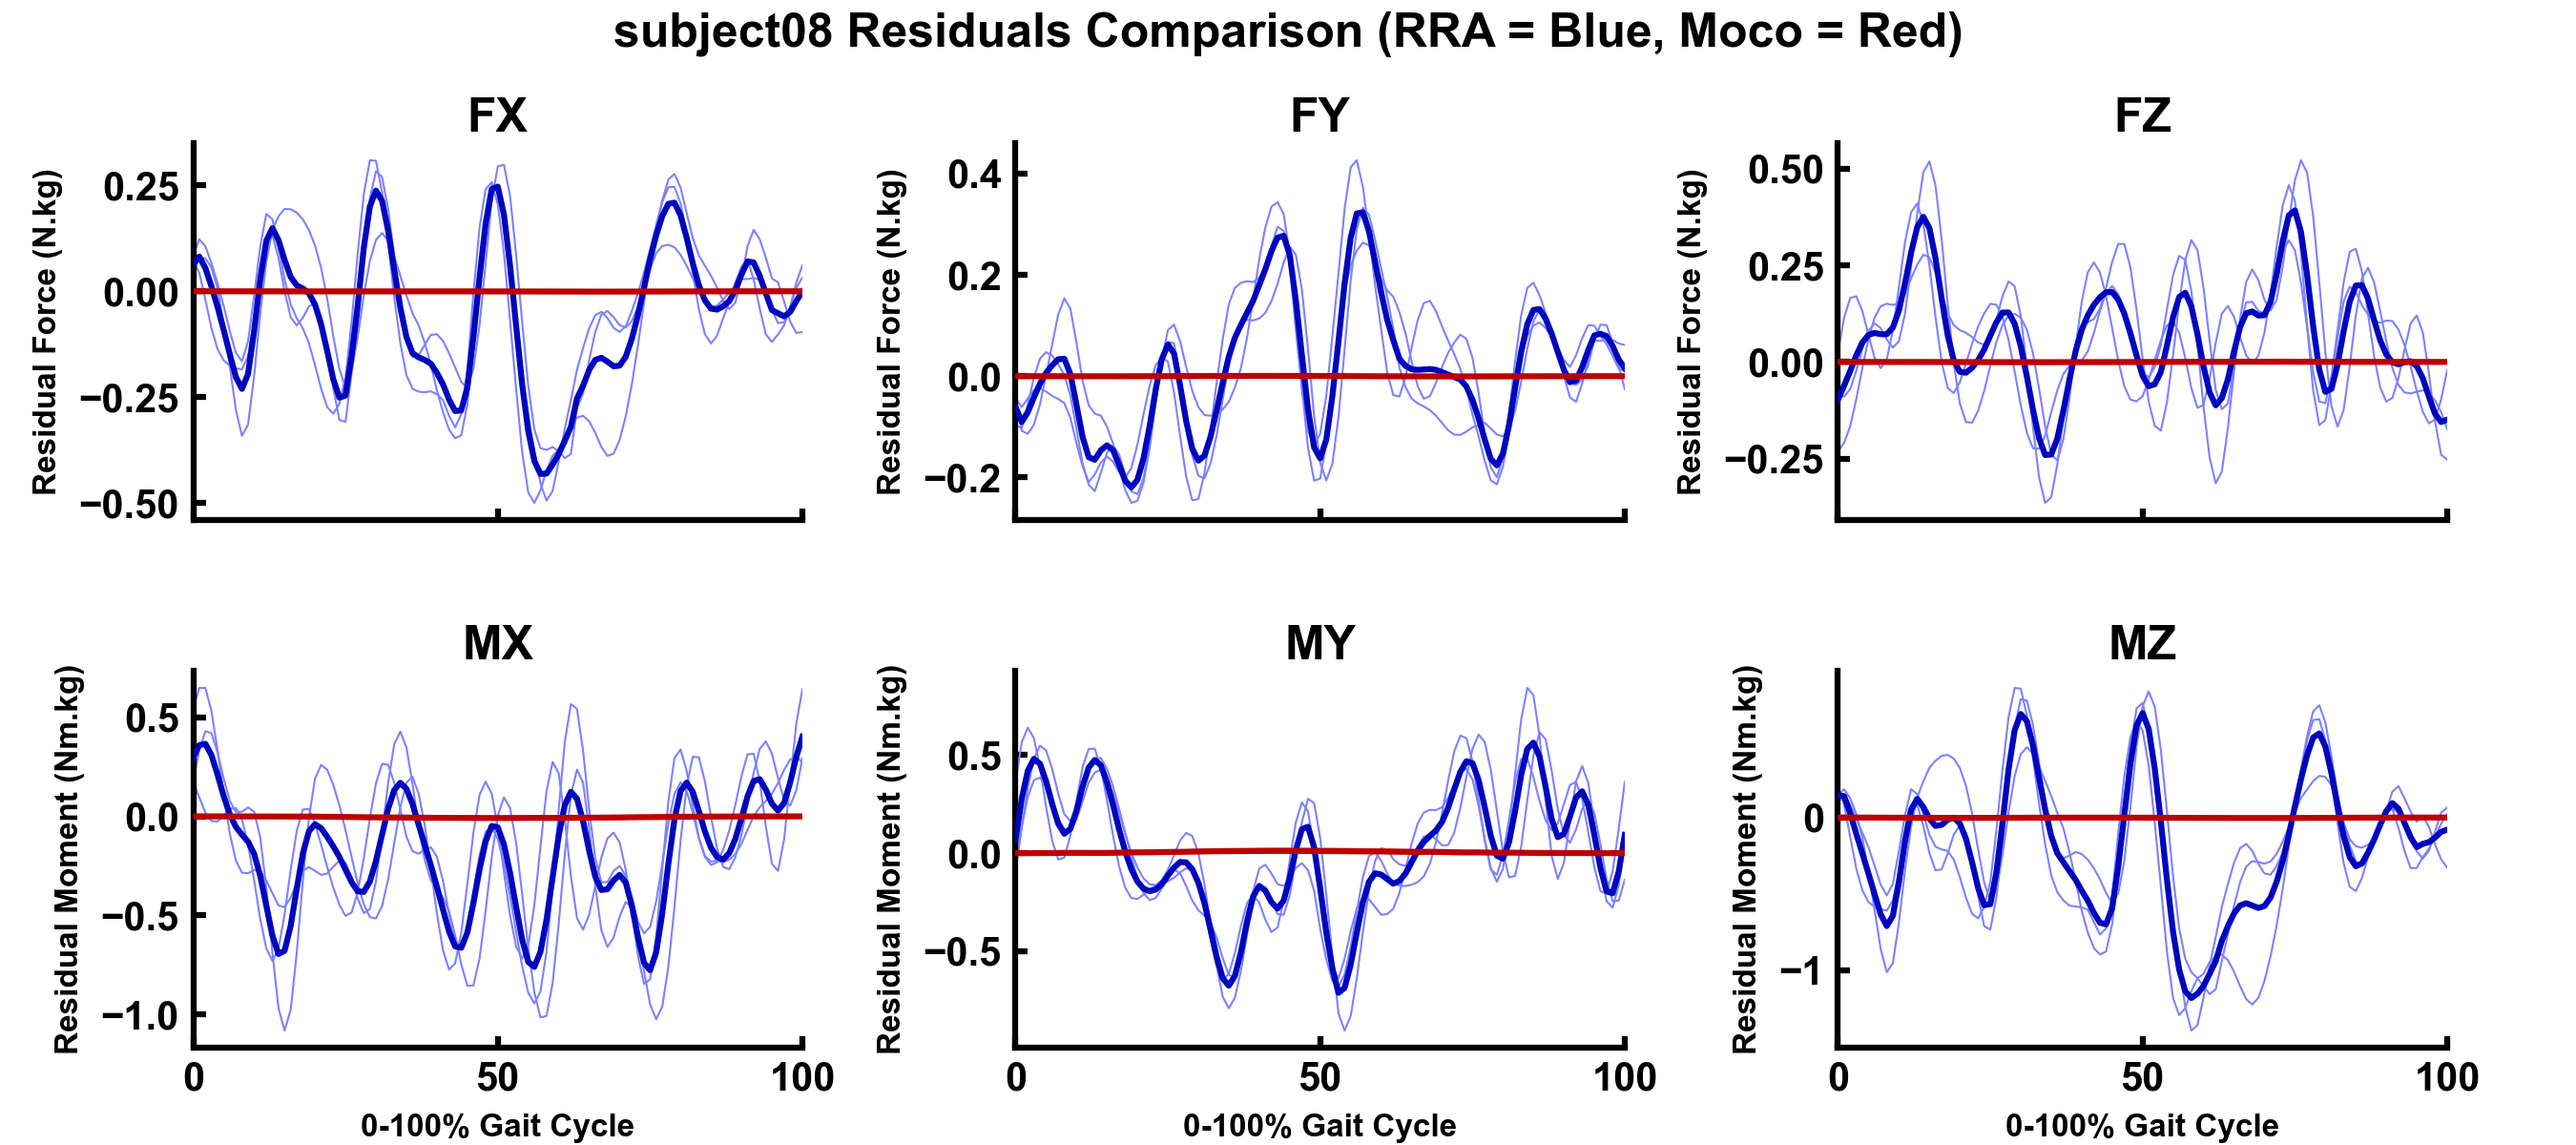 subject08 Residuals Comparison (RRA = Blue, Moco = Red)
FX
FY
FZ
Residual Force (N.kg)
0.25
0.00
−0.25
−0.50
Residual Force (N.kg)
0.4
0.2
0.0
−0.2
Residual Force (N.kg)
0.50
0.25
0.00
−0.25
MX
MY
MZ
Residual Moment (Nm.kg)
0.5
0.0
−0.5
−1.0
0
50
100
0-100% Gait Cycle
Residual Moment (Nm.kg)
0.5
0.0
−0.5
0
50
100
0-100% Gait Cycle
Residual Moment (Nm.kg)
0
−1
0
50
100
0-100% Gait Cycle